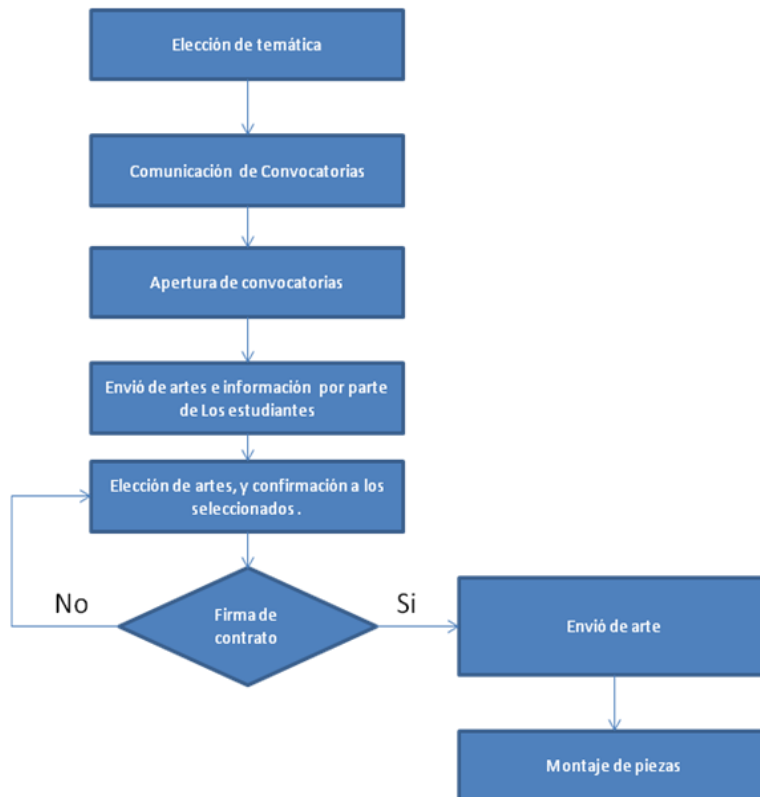 Elección de temática
Comunicación de Convocatorias
Apertura de convocatorias
Envió de artes e información por parte
de Los estudiantes
Elección de artes, y confirmación a los
seleccionados .
No
Firma de
contrato
Si
Envió de arte
Montaje de piezas